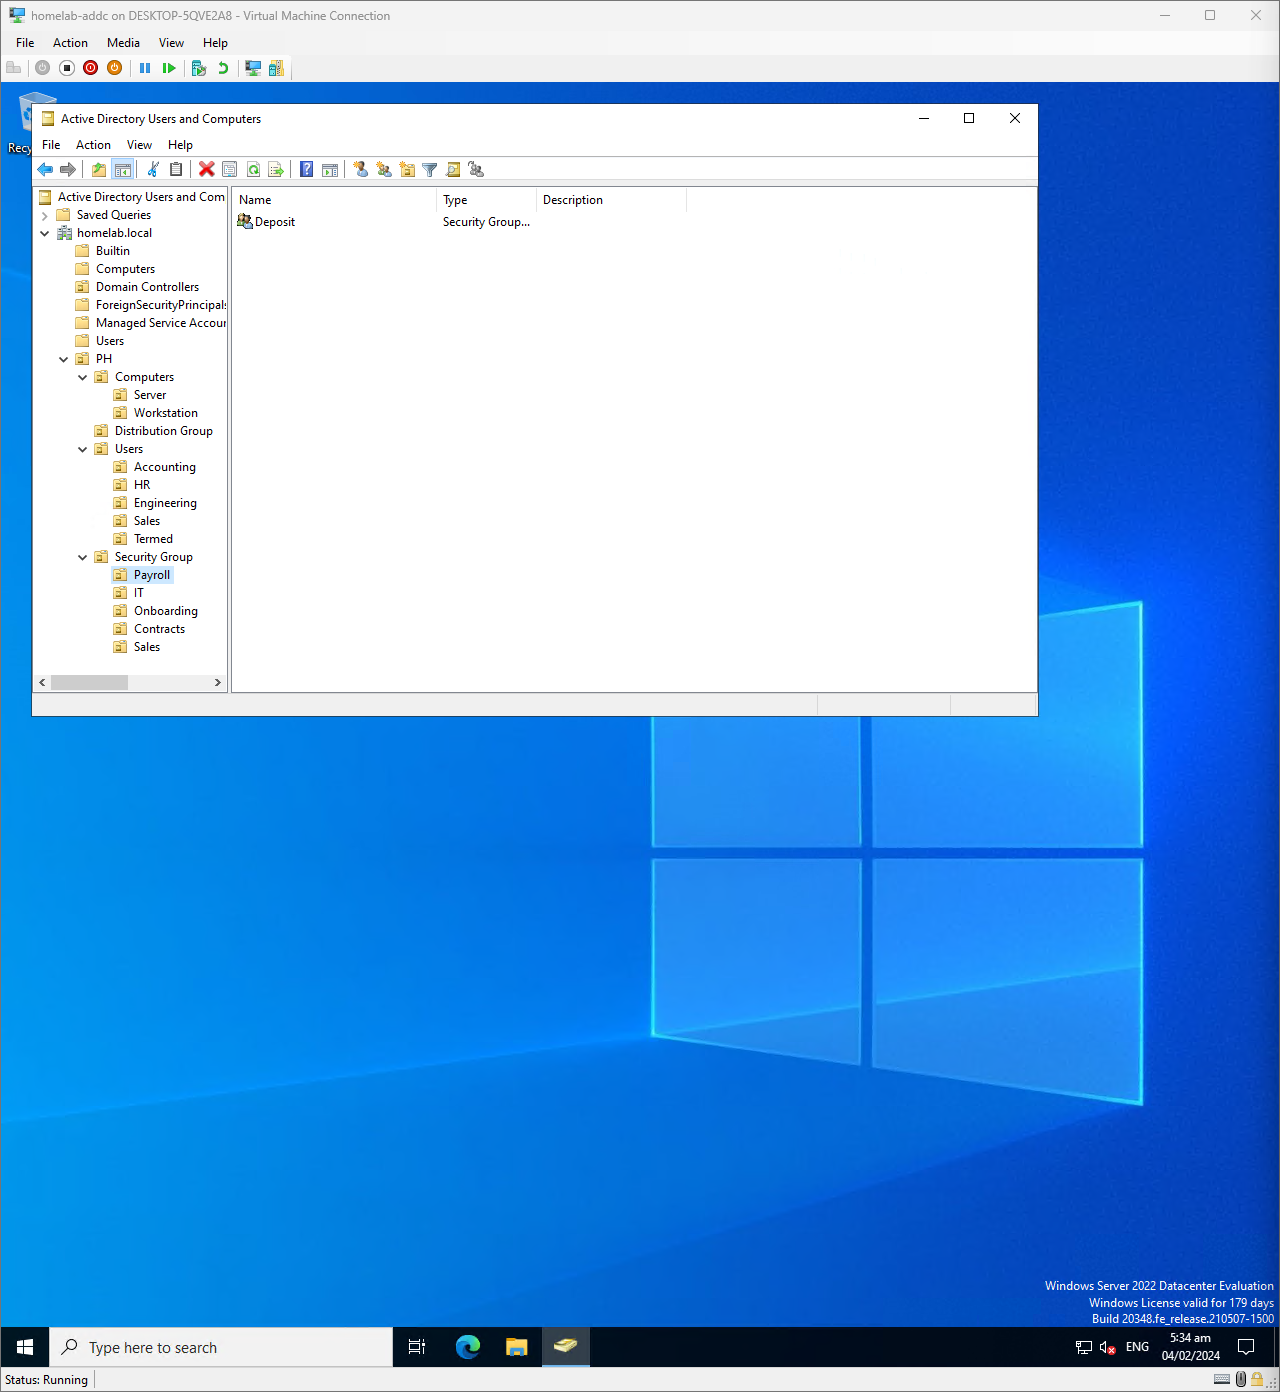 homelab-addc on DESKTOP-5QVE2A8 - Virtual Machine Connection
File Action Media View Help
Active Directory Users and Computers
File Action View Help
Active Directory Users and Com
Saved Queries
homelab.local
Builtin
Computers
Domain Controllers
ForeignSecurityPrincipals
Managed Service Accour
Users
PH
Computers
Server
Workstation
Distribution Group
Users
Accounting
HR
Engineering
Sales
Termed
Security Group
Payroll
IT
Onboarding
Contracts
Sales
Name Type Description
Deposit Security Group...
Recy
Windows Server 2022 Datacenter Evaluation
Windows License valid for 179 days
Build 20348.fe_release.210507-1500
Type here to search
ENG
5:34 am
04/02/2024
Status: Running